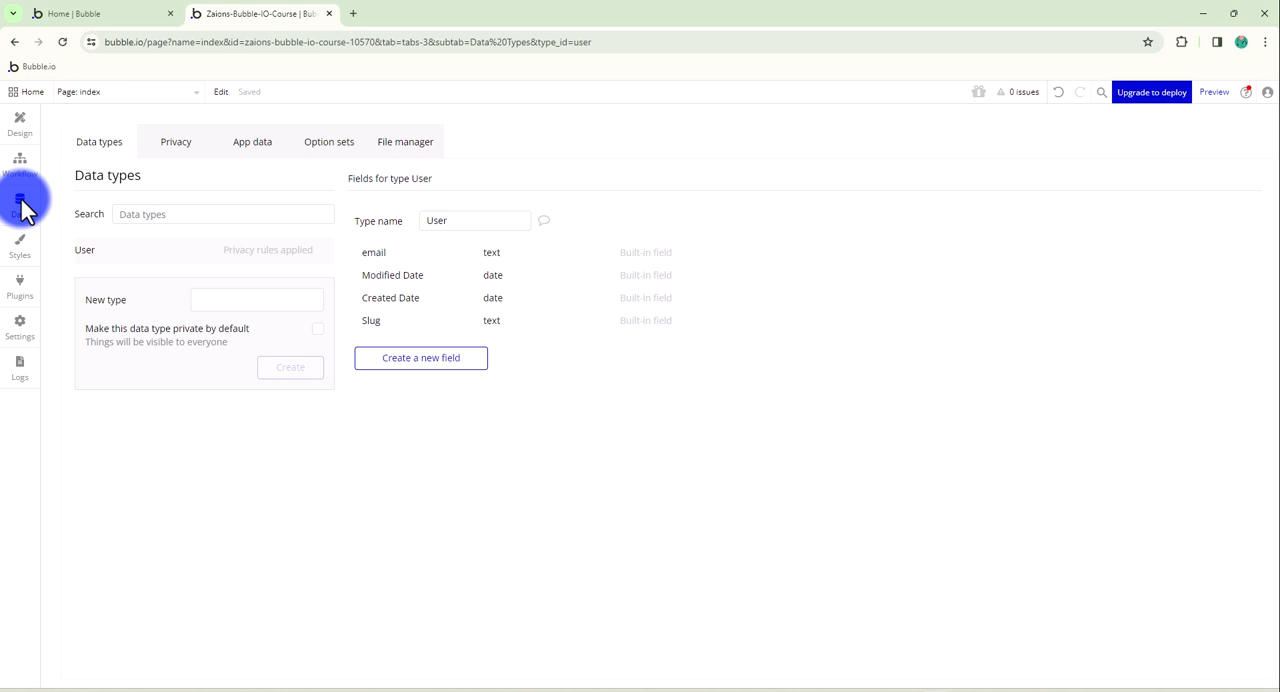 Home | Bubble
Zaions-Bubble-IO-Course | Bub
bubble.io/page?name=index&id=zaions-bubble-io-course-10570&tab=tabs-3&subtab=Data%20Types&type_id=user
Bubble.io
Home Page: index Edit Saved 0 issues Upgrade to deploy Preview
Design
Workflow
Styles
Plugins
Settings
Logs
Data types Privacy App data Option sets File manager
Data types
Search Data types
User Privacy rules applied
New type
Make this data type private by default
Things will be visible to everyone
Create
Fields for type User
Type name User
email text Built-in field
Modified Date date Built-in field
Created Date date Built-in field
Slug text Built-in field
Create a new field